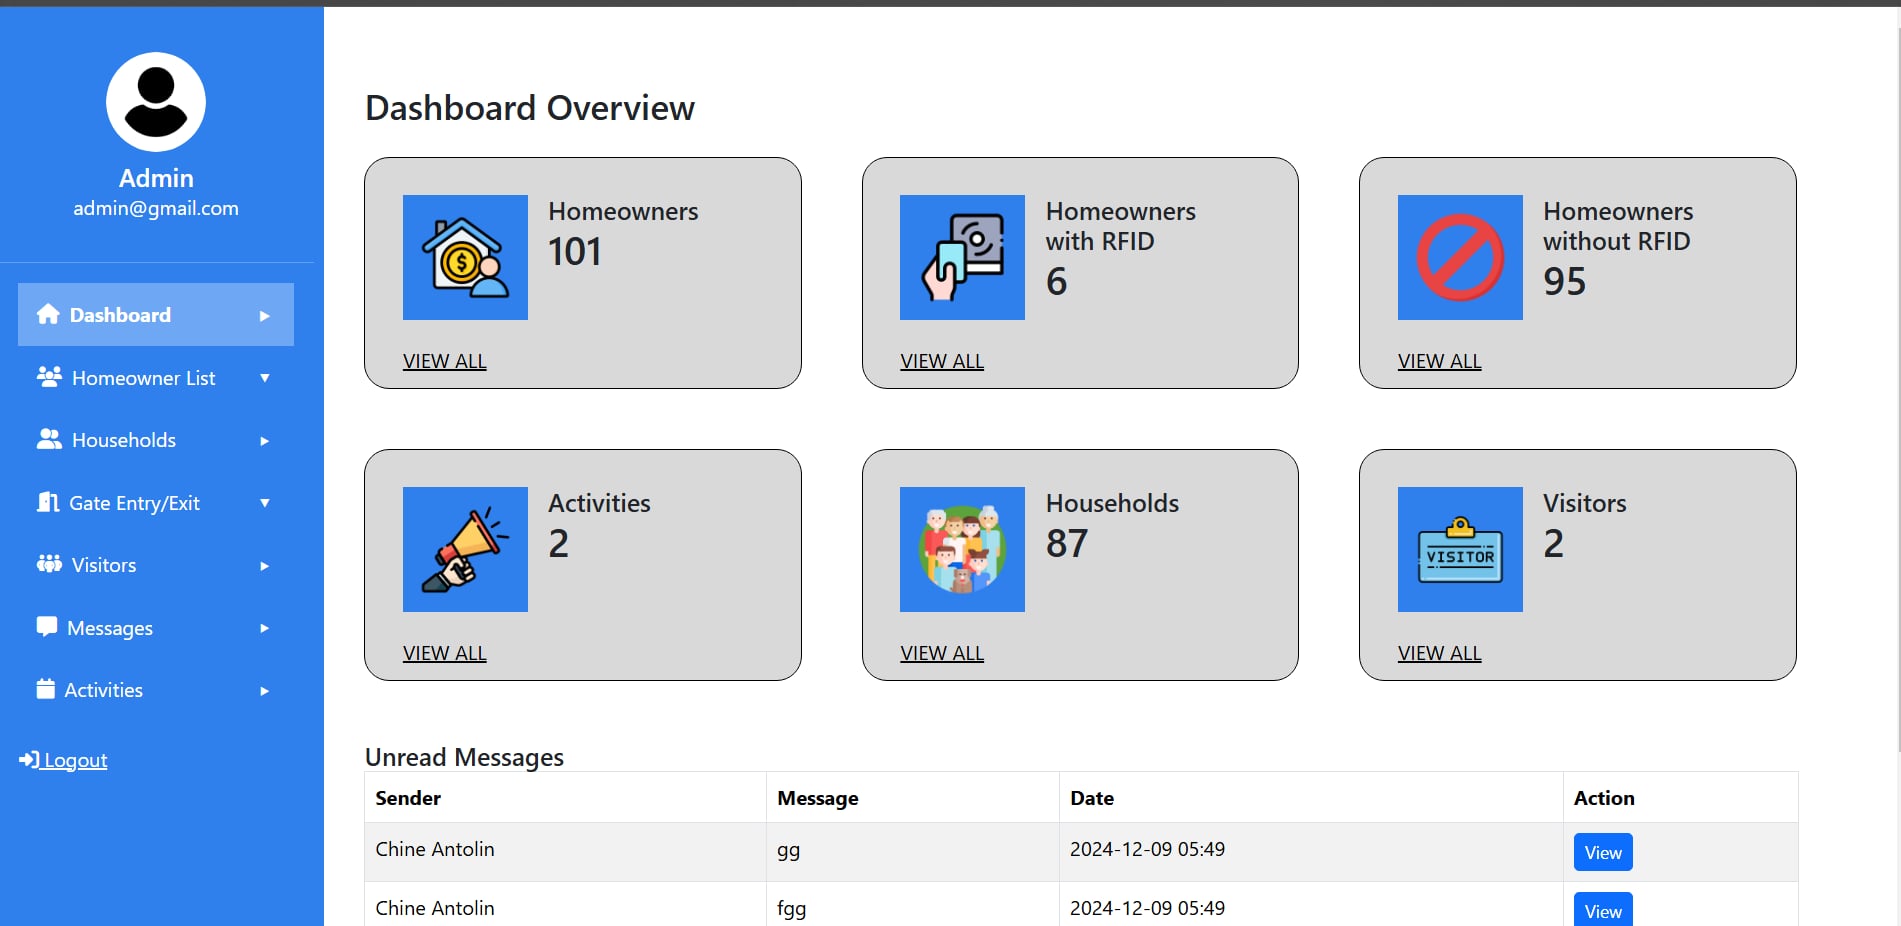 Admin
admin@gmail.com
Dashboard
Homeowner List
Households
Gate Entry/Exit
Visitors
Messages
Activities
Logout
Dashboard Overview
Homeowners
101
VIEW ALL
Homeowners
with RFID
6
VIEW ALL
Homeowners
without RFID
95
VIEW ALL
Activities
2
VIEW ALL
Households
87
VIEW ALL
VISITOR
Visitors
2
VIEW ALL
Unread Messages
Sender Message Date Action
Chine Antolin gg 2024-12-09 05:49 View
Chine Antolin fgg 2024-12-09 05:49 View